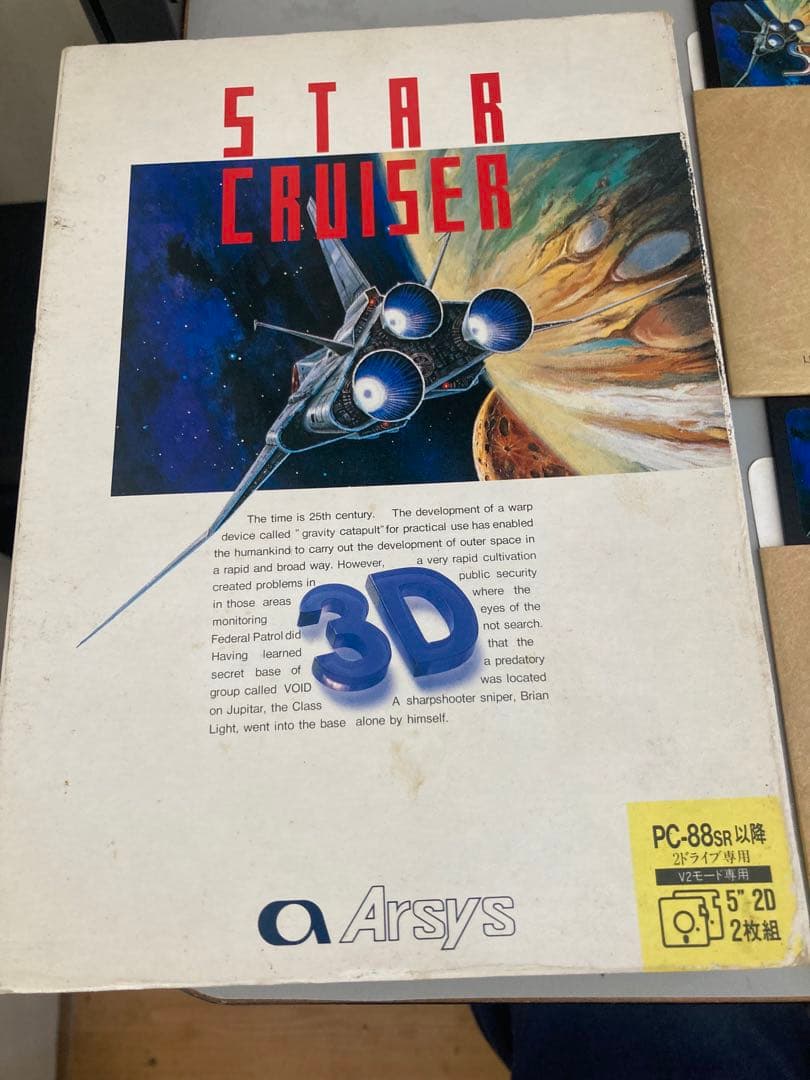 STAR
CRUISER
The time is 25th century. The development of a warp
device called "gravity catapult" for practical use has enabled
the humankind to carry out the development of outer space in
a rapid and broad way. However, a very rapid cultivation
created problems in public security
in those areas where the
monitoring eyes of the
Federal Patrol did not search.
Having learned that the
secret base of a predatory
group called VOID was located
on Jupitar, the Class A sharpshooter sniper, Brian
Light, went into the base alone by himself.
3D
a Arsys
PC-88SR以降
2ドライブ専用
V2モード専用
5" 2D
2枚組